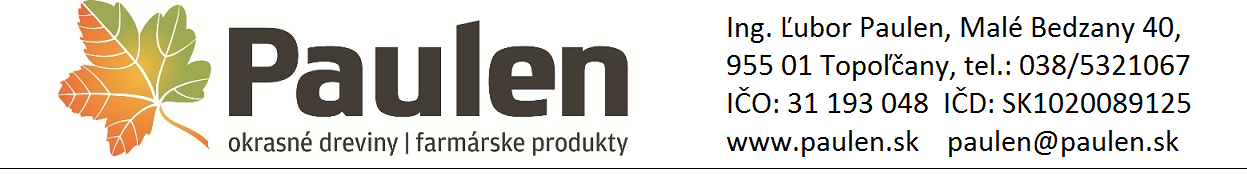 Paulen
okrasné dreviny | farmárske produkty
Ing. Ľubor Paulen, Malé Bedzany 40,
955 01 Topoľčany, tel.: 038/5321067
IČO: 31 193 048  IČD: SK1020089125
www.paulen.sk    paulen@paulen.sk